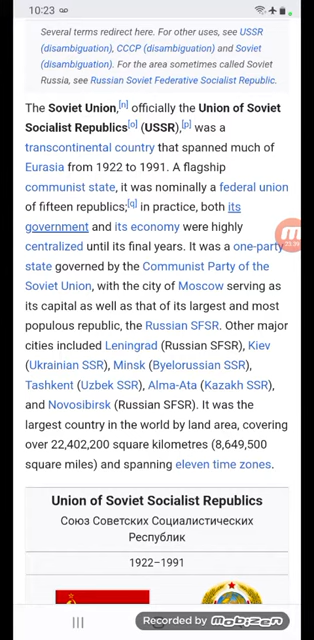 10:23
Several terms redirect here. For other uses, see USSR
(disambiguation), CCCP (disambiguation) and Soviet
(disambiguation). For the area sometimes called Soviet
Russia, see Russian Soviet Federative Socialist Republic.
The Soviet Union,[n] officially the Union of Soviet
Socialist Republics[o] (USSR),[p] was a
transcontinental country that spanned much of
Eurasia from 1922 to 1991. A flagship
communist state, it was nominally a federal union
of fifteen republics;[q] in practice, both its
government and its economy were highly
centralized until its final years. It was a one-party
state governed by the Communist Party of the
Soviet Union, with the city of Moscow serving as
its capital as well as that of its largest and most
populous republic, the Russian SFSR. Other major
cities included Leningrad (Russian SFSR), Kiev
(Ukrainian SSR), Minsk (Byelorussian SSR),
Tashkent (Uzbek SSR), Alma-Ata (Kazakh SSR),
and Novosibirsk (Russian SFSR). It was the
largest country in the world by land area, covering
over 22,402,200 square kilometres (8,649,500
square miles) and spanning eleven time zones.
Union of Soviet Socialist Republics
Союз Советских Социалистических
Республик
1922–1991
Recorded by Mobizen